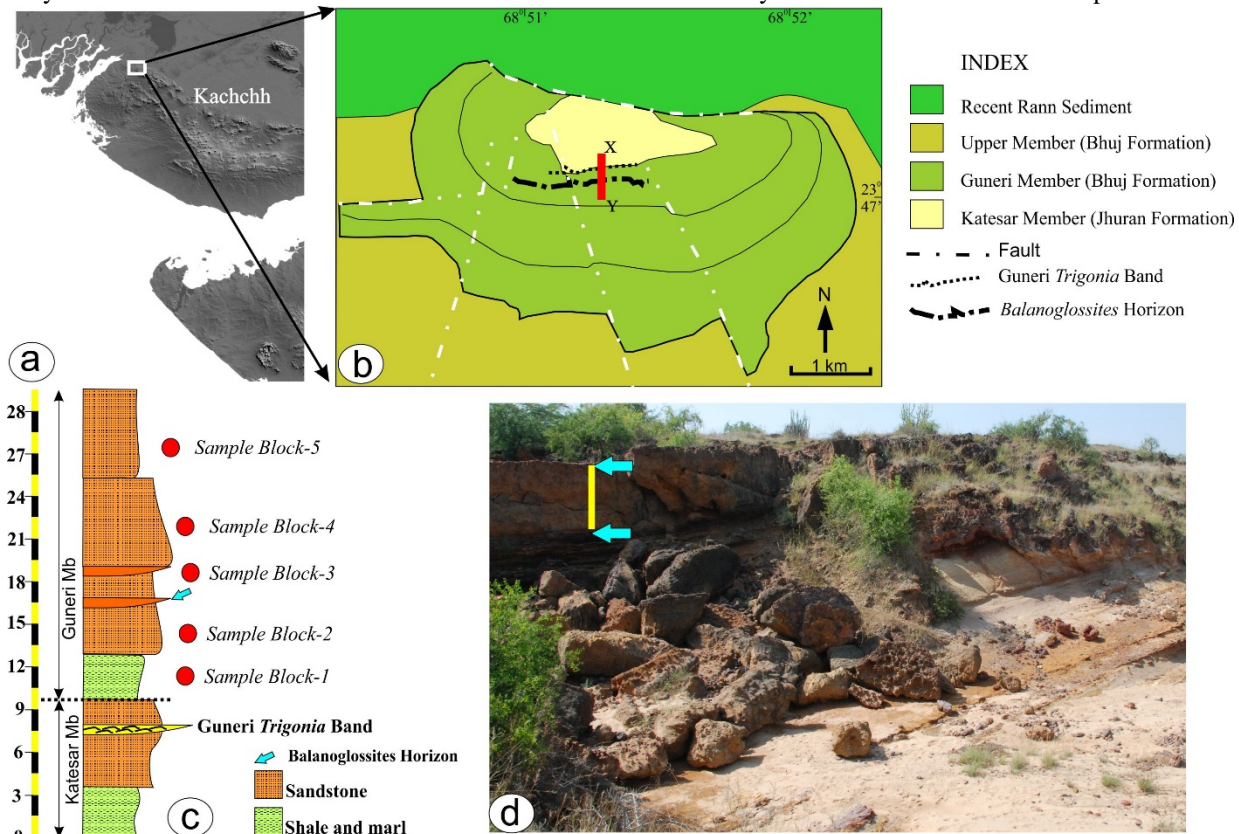 Kachchh
a
68°51'
68°52'
X
Y
23°
47'
N
1 km
b
INDEX
Recent Rann Sediment
Upper Member (Bhuj Formation)
Guneri Member (Bhuj Formation)
Katesar Member (Jhuran Formation)
Fault
Guneri Trigonia Band
Balanoglossites Horizon
28
27
24
21
18
15
12
9
6
3
Guneri Mb
Katesar Mb
Sample Block-5
Sample Block-4
Sample Block-3
Sample Block-2
Sample Block-1
Guneri Trigonia Band
Balanoglossites Horizon
Sandstone
Shale and marl
c
d